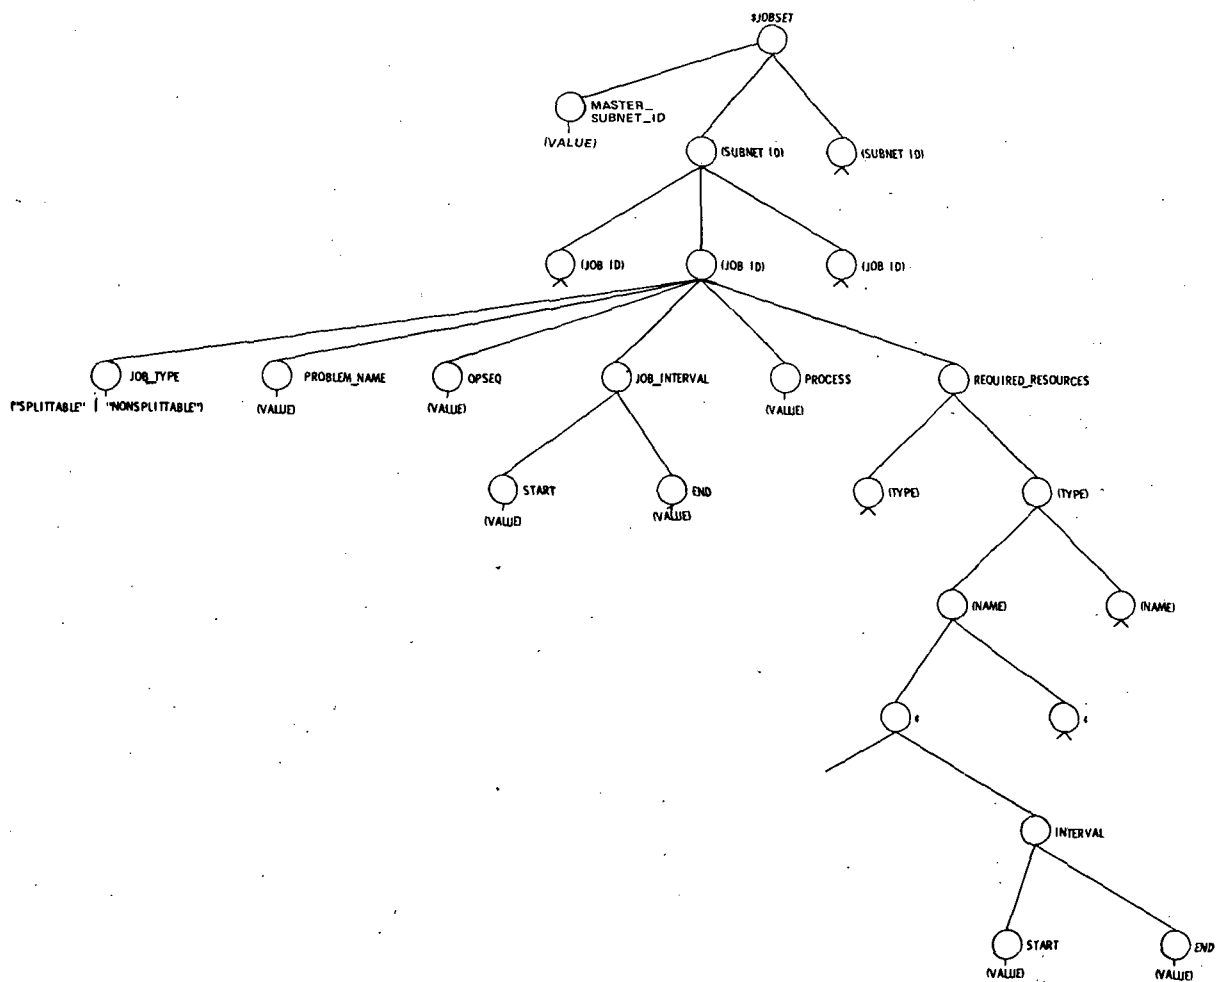 $JOBSET
MASTER_
SUBNET_ID
(VALUE)
(SUBNET ID)
(SUBNET ID)
(JOB ID)
(JOB ID)
(JOB ID)
JOB_TYPE
("SPLITTABLE" | "NONSPLITTABLE")
PROBLEM_NAME
(VALUE)
OPSEQ
(VALUE)
JOB_INTERVAL
PROCESS
(VALUE)
REQUIRED_RESOURCES
START
(VALUE)
END
(VALUE)
(TYPE)
(TYPE)
(NAME)
(NAME)
INTERVAL
START
(VALUE)
END
(VALUE)